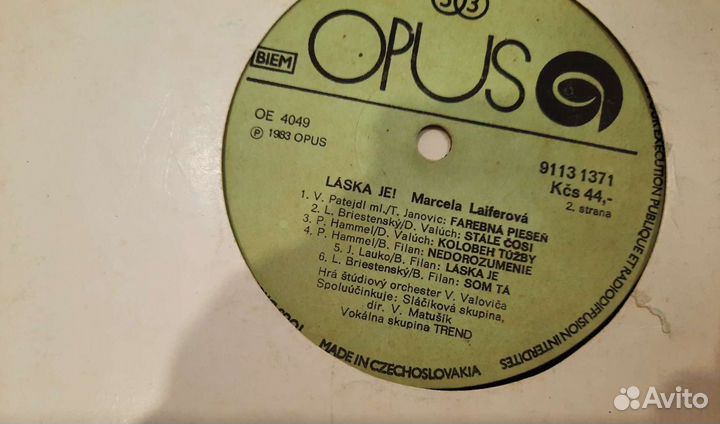 33
OPUS
BIEM
OE 4049
Ⓟ 1983 OPUS
9113 1371
Kčs 44,-
2. strana
LÁSKA JE! Marcela Laiferová
1. V. Patejdl ml./T. Janovic: FAREBNÁ PIESEŇ
2. L. Briestenský/D. Valúch: STÁLE ČOSI
3. P. Hammel/D. Valúch: KOLOBEH TÚŽBY
4. P. Hammel/B. Filan: NEDOROZUMENIE
5. J. Lauko/B. Filan: LÁSKA JE
6. L. Briestenský/B. Filan: SOM TÁ
Hrá štúdiový orchester V. Valoviča
Spoluúčinkuje: Sláčiková skupina,
dir. V. Matušík
Vokálna skupina TREND
MADE IN CZECHOSLOVAKIA
EXECUTION PUBLIQUE ET RADIODIFFUSION INTERDITES
Avito